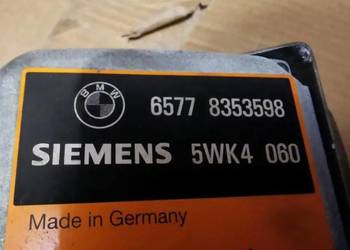 BMW
6577 8353598
SIEMENS 5WK4 060
Made in Germany